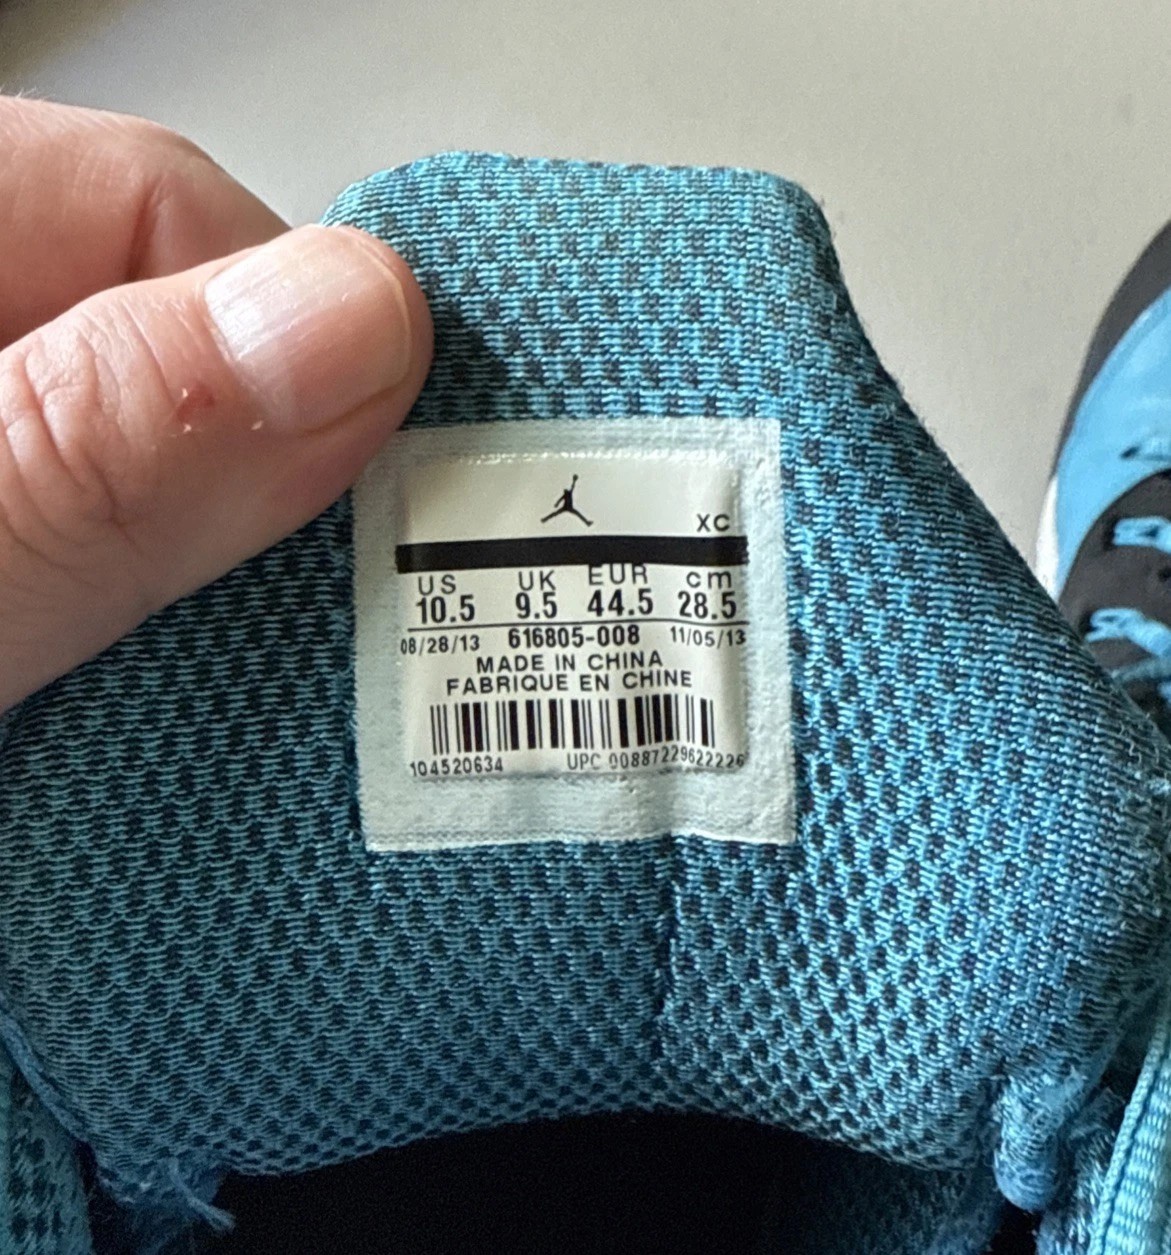 XC
US UK EUR cm
10.5 9.5 44.5 28.5
08/28/13 616805-008 11/05/13
MADE IN CHINA
FABRIQUE EN CHINE
104520634 UPC 00887229622226